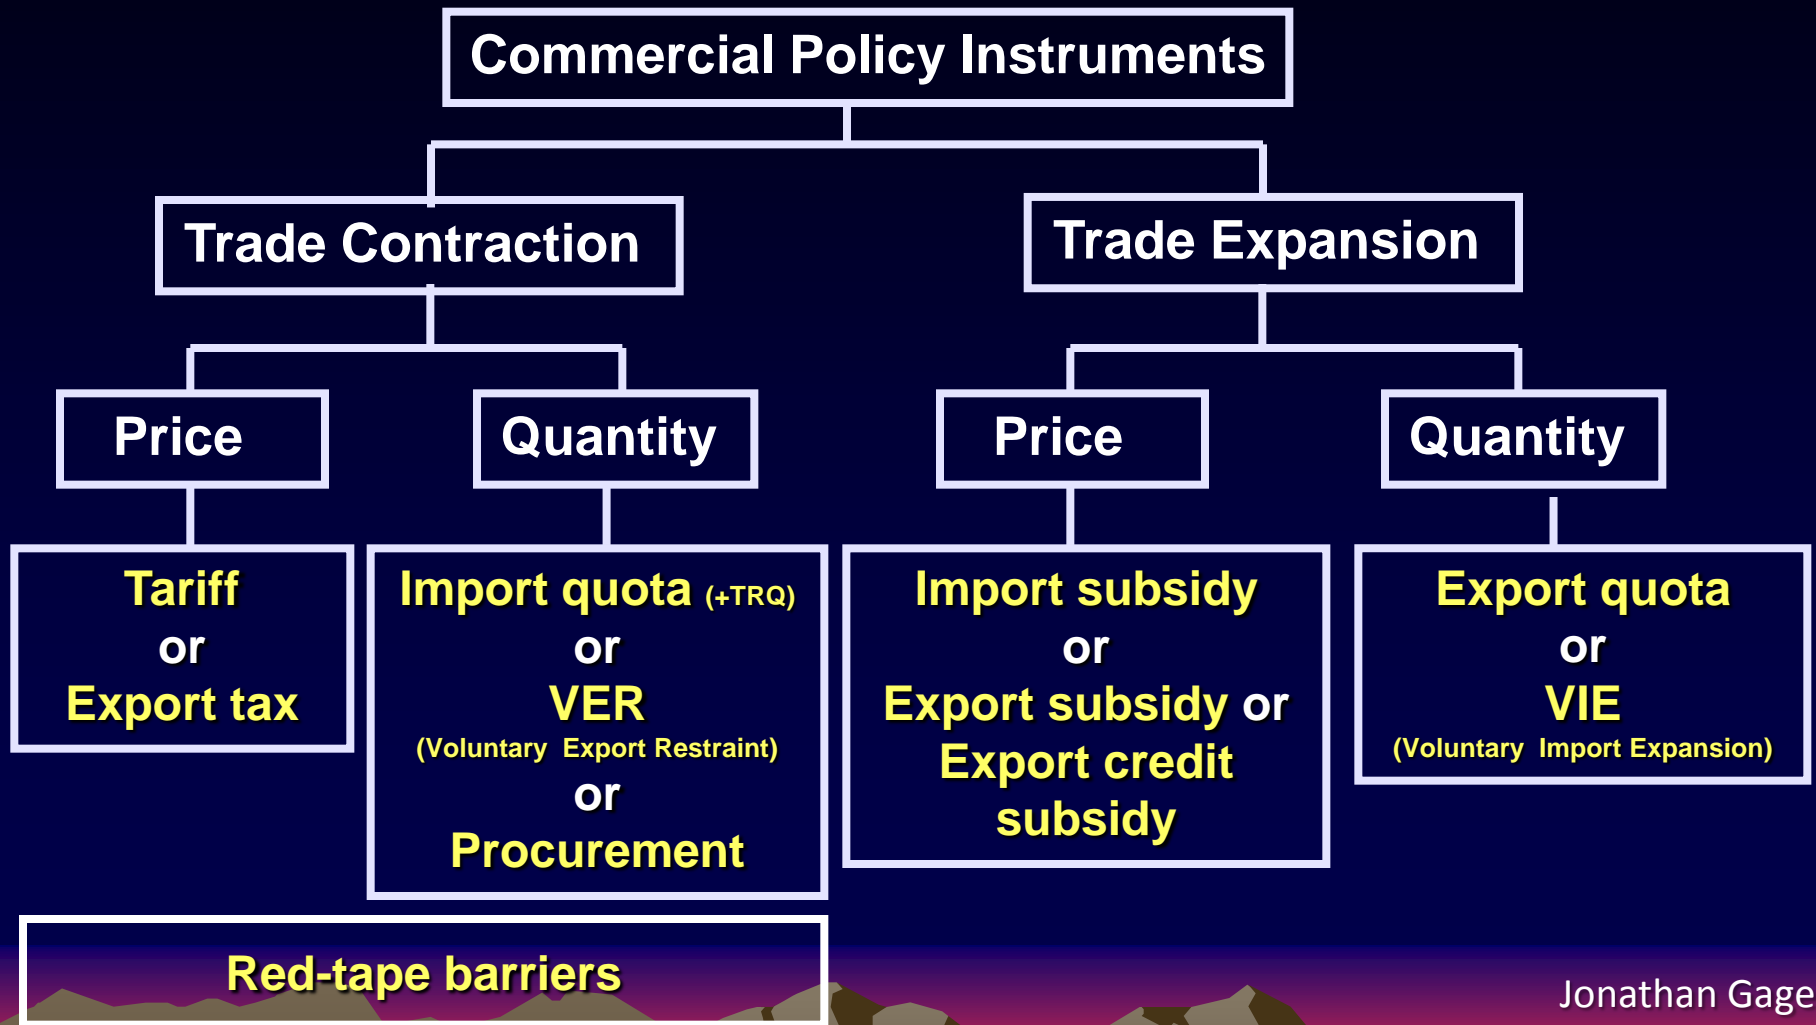 Commercial Policy Instruments
Trade Contraction
Trade Expansion
Price
Quantity
Price
Quantity
Tariff
or
Export tax
Import quota (+TRQ)
or
VER
(Voluntary Export Restraint)
or
Procurement
Import subsidy
or
Export subsidy or
Export credit
subsidy
Export quota
or
VIE
(Voluntary Import Expansion)
Red-tape barriers
Jonathan Gage